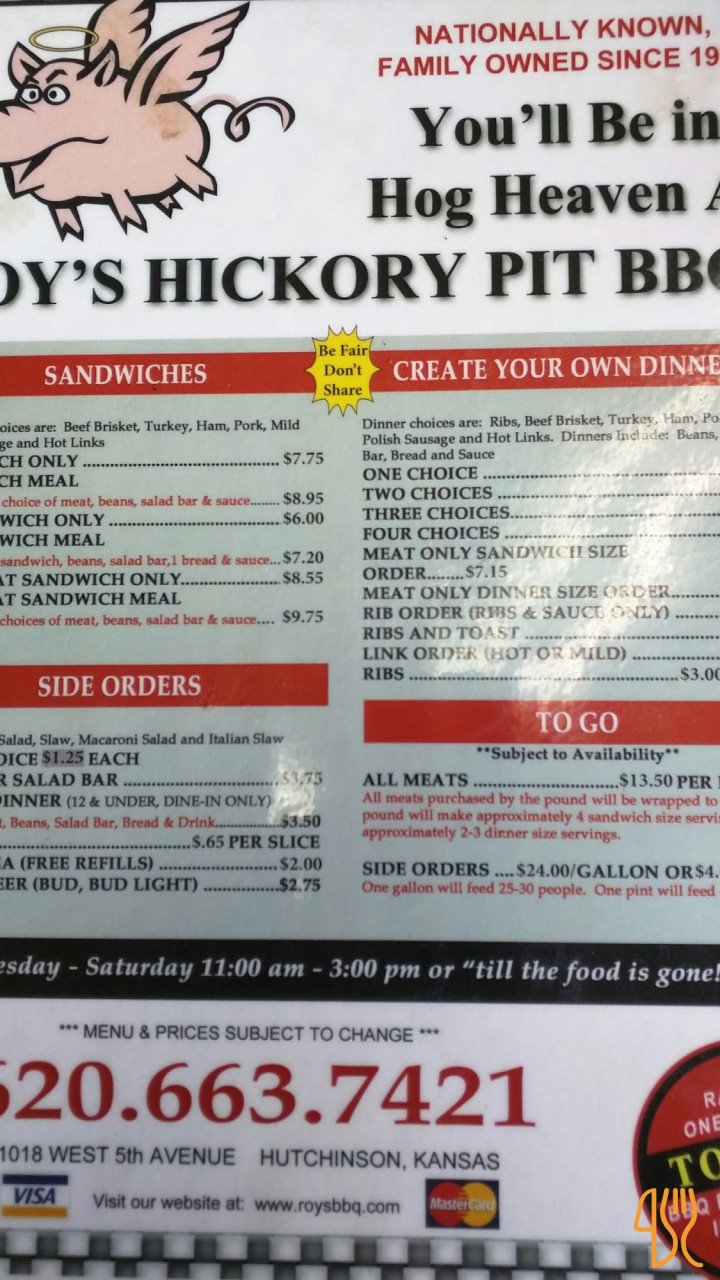 NATIONALLY KNOWN,
FAMILY OWNED SINCE 19
You'll Be in
Hog Heaven A
OY'S HICKORY PIT BBQ
Be Fair
Don't
Share
SANDWICHES
oices are: Beef Brisket, Turkey, Ham, Pork, Mild
ge and Hot Links
CH ONLY ........ $7.75
CH MEAL
choice of meat, beans, salad bar & sauce....... $8.95
WICH ONLY ........ $6.00
WICH MEAL
sandwich, beans, salad bar,1 bread & sauce... $7.20
AT SANDWICH ONLY........ $8.55
AT SANDWICH MEAL
choices of meat, beans, salad bar & sauce.... $9.75
SIDE ORDERS
Salad, Slaw, Macaroni Salad and Italian Slaw
OICE $1.25 EACH
R SALAD BAR ........ $3.75
DINNER (12 & UNDER, DINE-IN ONLY)
t, Beans, Salad Bar, Bread & Drink........ $3.50
........ $.65 PER SLICE
A (FREE REFILLS) ........ $2.00
EER (BUD, BUD LIGHT) ........ $2.75
CREATE YOUR OWN DINNE
Dinner choices are: Ribs, Beef Brisket, Turkey, Ham, Po
Polish Sausage and Hot Links. Dinners Include: Beans,
Bar, Bread and Sauce
ONE CHOICE ........
TWO CHOICES ........
THREE CHOICES........
FOUR CHOICES ........
MEAT ONLY SANDWICH SIZE
ORDER........$7.15
MEAT ONLY DINNER SIZE ORDER........
RIB ORDER (RIBS & SAUCE ONLY) ........
RIBS AND TOAST ........
LINK ORDER (HOT OR MILD) ........
RIBS ........$3.00
TO GO
**Subject to Availability**
ALL MEATS ........$13.50 PER
All meats purchased by the pound will be wrapped to
pound will make approximately 4 sandwich size servi
approximately 2-3 dinner size servings.
SIDE ORDERS .... $24.00/GALLON OR $4.
One gallon will feed 25-30 people. One pint will feed
esday - Saturday 11:00 am - 3:00 pm or "till the food is gone!
*** MENU & PRICES SUBJECT TO CHANGE ***
620.663.7421
1018 WEST 5th AVENUE HUTCHINSON, KANSAS
VISA
Visit our website at: www.roysbbq.com
MasterCard
R
ONE
TO
BBQ
I